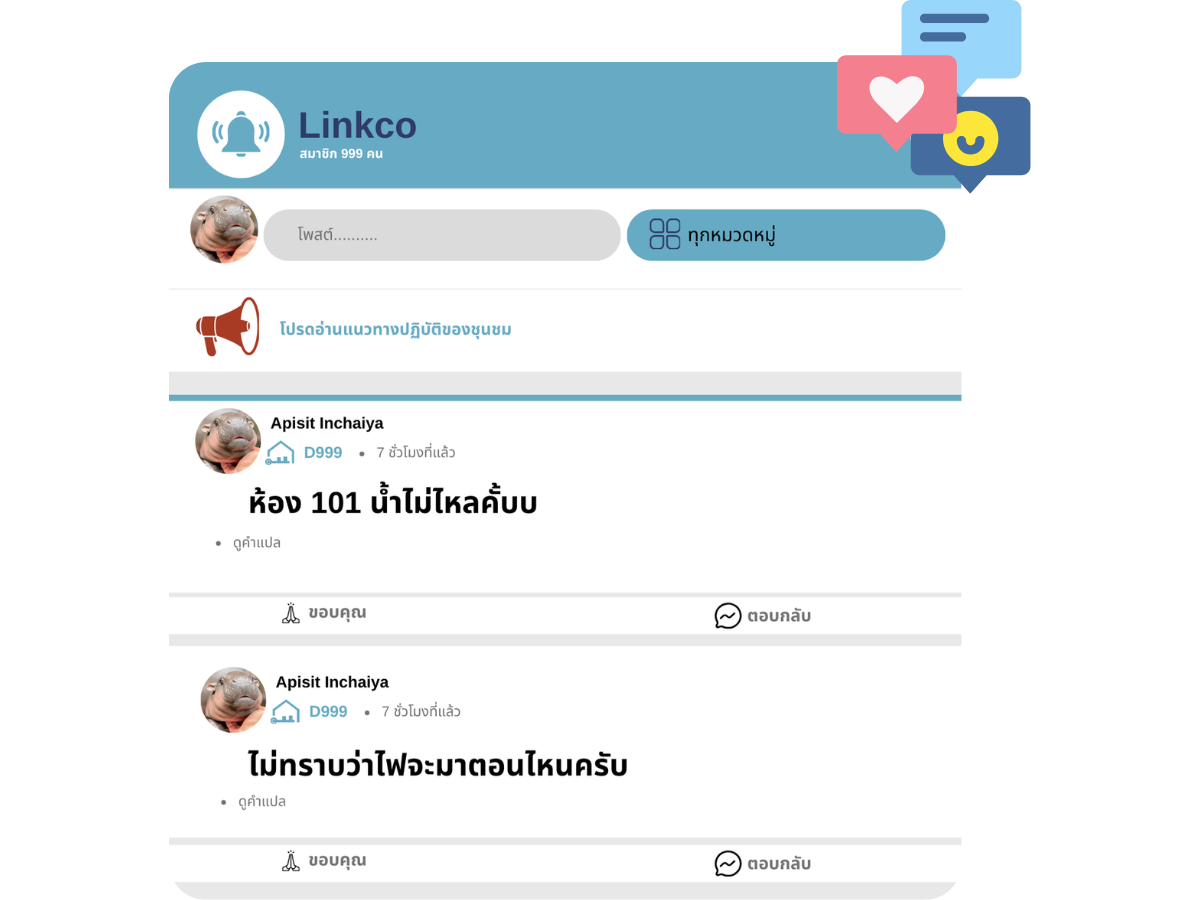 Linkco
สมาชิก 999 คน
โพสต์..........
ทุกหมวดหมู่
โปรดอ่านแนวทางปฏิบัติของชุนชม
Apisit Inchaiya
D999 • 7 ชั่วโมงที่แล้ว
ห้อง 101 น้ำไม่ไหลคั้บบ
• ดูคำแปล
ขอบคุณ
ตอบกลับ
Apisit Inchaiya
D999 • 7 ชั่วโมงที่แล้ว
ไม่ทราบว่าไฟจะมาตอนไหนครับ
• ดูคำแปล
ขอบคุณ
ตอบกลับ